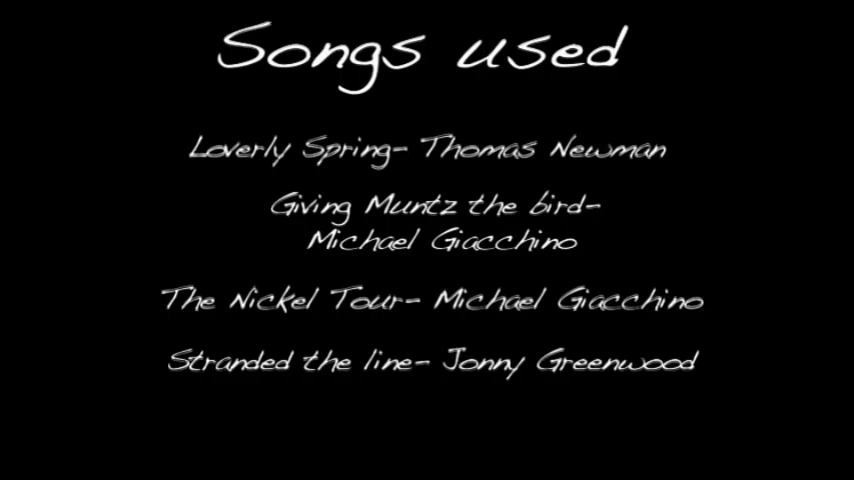 Songs used
Loverly Spring- Thomas Newman
Giving Muntz the bird-
Michael Giacchino
The Nickel Tour- Michael Giacchino
Stranded the line- Jonny Greenwood